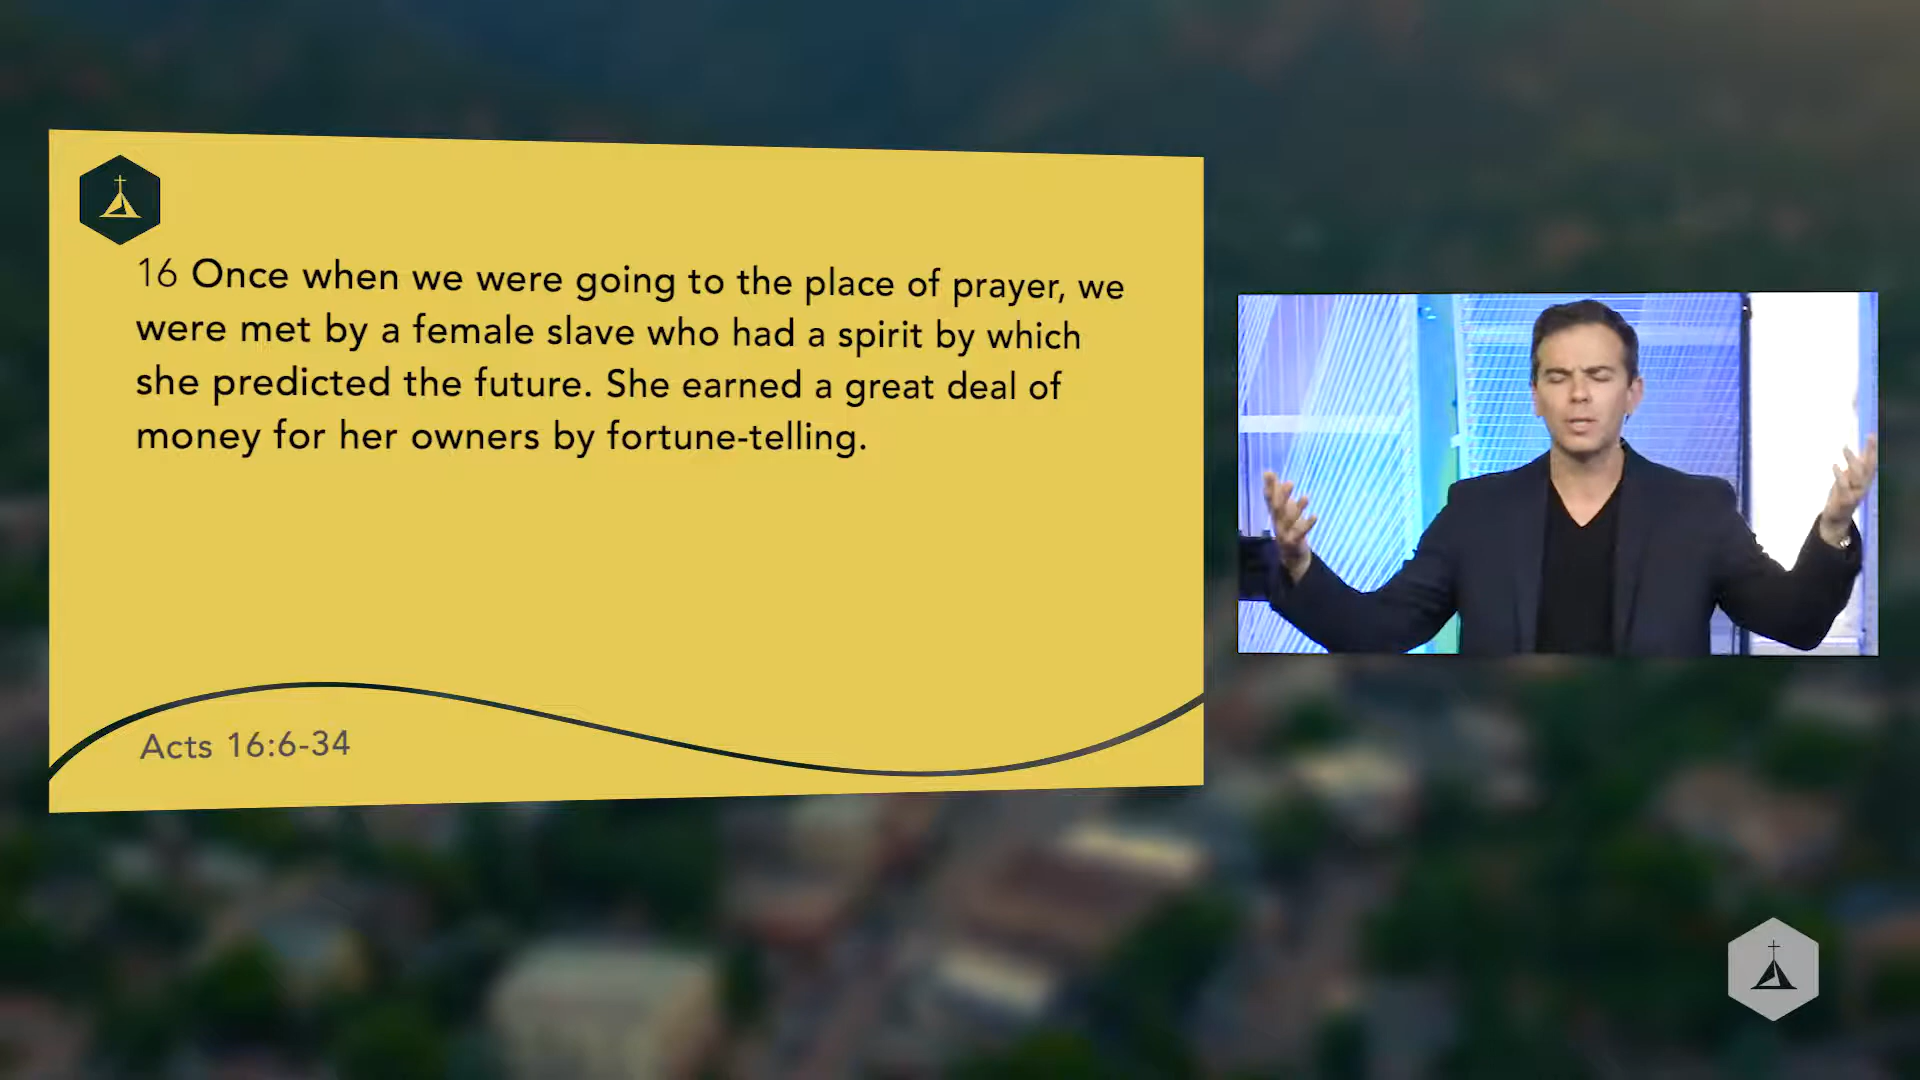 16 Once when we were going to the place of prayer, we
were met by a female slave who had a spirit by which
she predicted the future. She earned a great deal of
money for her owners by fortune-telling.
Acts 16:6-34